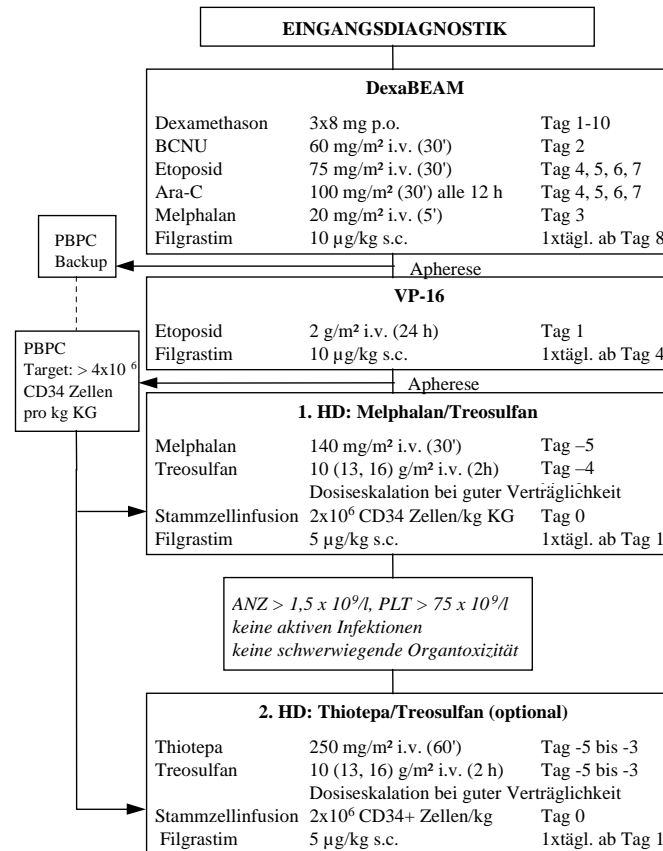 EINGANGSDIAGNOSTIK
DexaBEAM
Dexamethason 3x8 mg p.o. Tag 1-10
BCNU 60 mg/m² i.v. (30') Tag 2
Etoposid 75 mg/m² i.v. (30') Tag 4, 5, 6, 7
Ara-C 100 mg/m² (30') alle 12 h Tag 4, 5, 6, 7
Melphalan 20 mg/m² i.v. (5') Tag 3
Filgrastim 10 µg/kg s.c. 1xtägl. ab Tag 8
PBPC
Backup
Apherese
VP-16
Etoposid 2 g/m² i.v. (24 h) Tag 1
Filgrastim 10 µg/kg s.c. 1xtägl. ab Tag 4
PBPC
Target: > 4x10 ⁶
CD34 Zellen
pro kg KG
Apherese
1. HD: Melphalan/Treosulfan
Melphalan 140 mg/m² i.v. (30') Tag –5
Treosulfan 10 (13, 16) g/m² i.v. (2h) Tag –4
Dosiseskalation bei guter Verträglichkeit
Stammzellinfusion 2x10⁶ CD34 Zellen/kg KG Tag 0
Filgrastim 5 µg/kg s.c. 1xtägl. ab Tag 1
ANZ > 1,5 x 10⁹/l, PLT > 75 x 10⁹/l
keine aktiven Infektionen
keine schwerwiegende Organtoxizität
2. HD: Thiotepa/Treosulfan (optional)
Thiotepa 250 mg/m² i.v. (60') Tag -5 bis -3
Treosulfan 10 (13, 16) g/m² i.v. (2 h) Tag -5 bis -3
Dosiseskalation bei guter Verträglichkeit
Stammzellinfusion 2x10⁶ CD34+ Zellen/kg Tag 0
Filgrastim 5 µg/kg s.c. 1xtägl. ab Tag 1